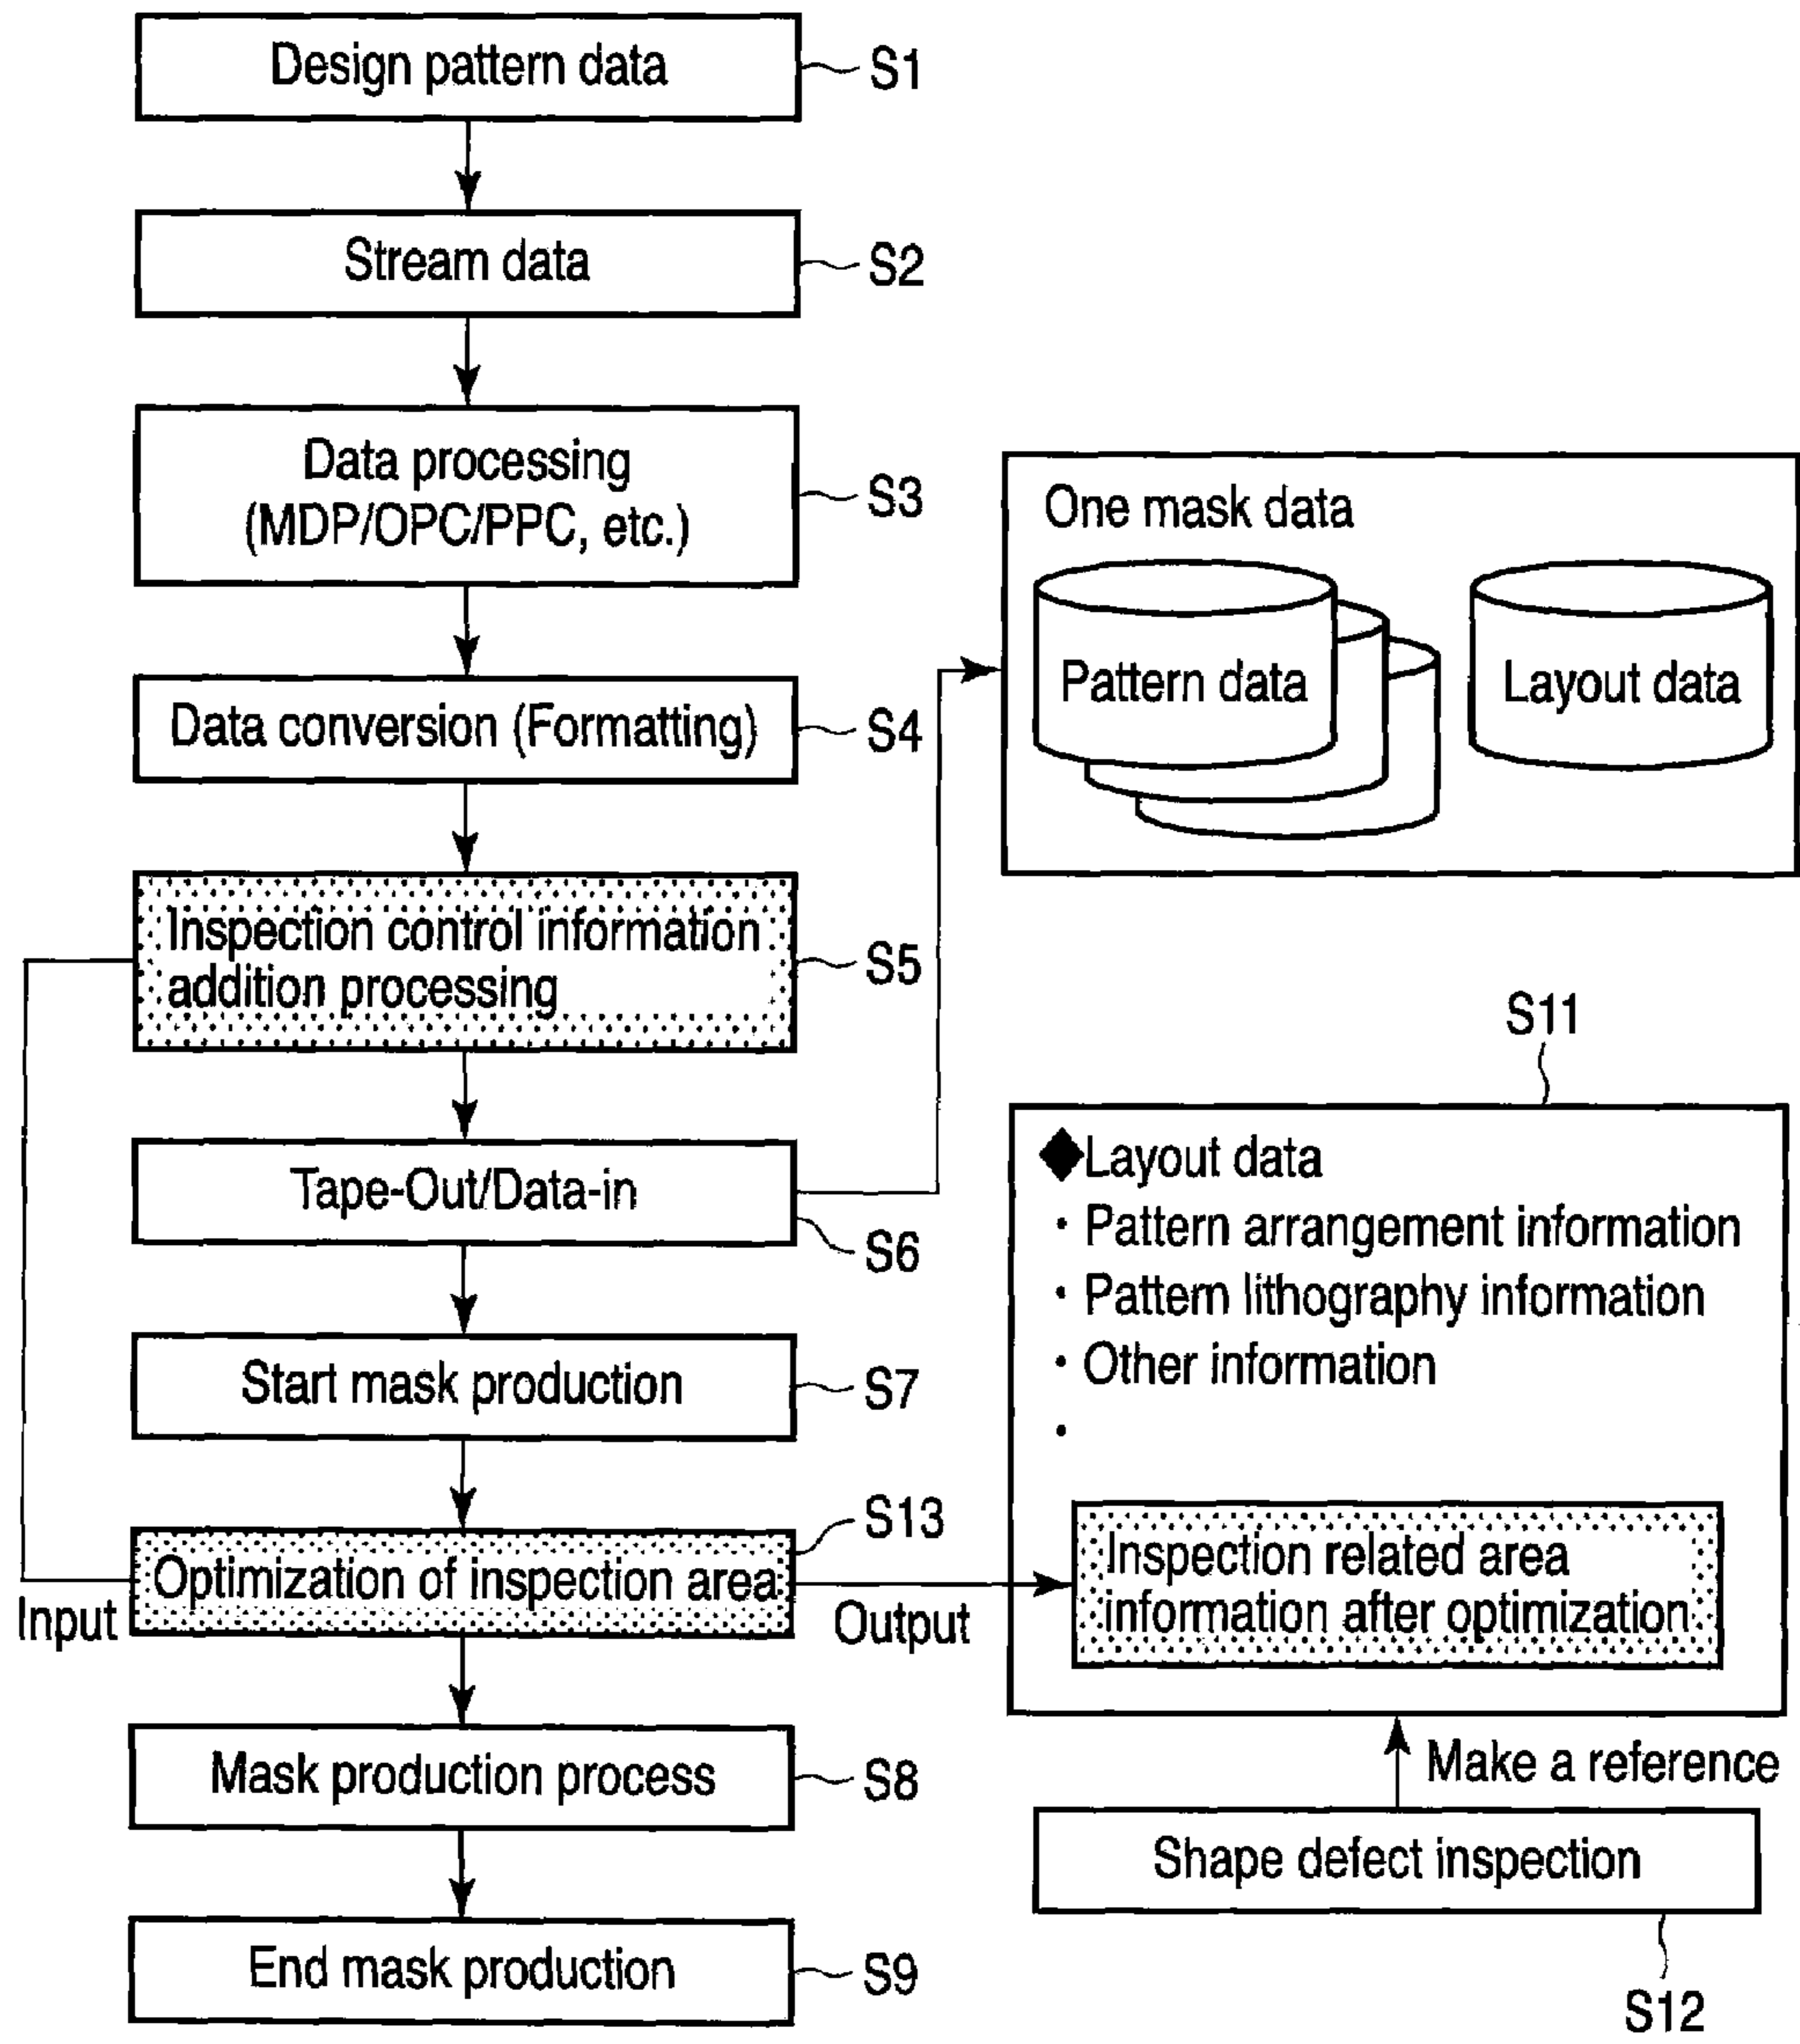 Design pattern data
S1
Stream data
S2
Data processing
(MDP/OPC/PPC, etc.)
S3
Data conversion (Formatting)
S4
Inspection control information
addition processing
S5
Tape-Out/Data-in
S6
Start mask production
S7
Optimization of inspection area
S13
Input
Output
Mask production process
S8
End mask production
S9
One mask data
Pattern data
Layout data
S11
◆Layout data
· Pattern arrangement information
· Pattern lithography information
· Other information
·
Inspection related area
information after optimization
Make a reference
Shape defect inspection
S12